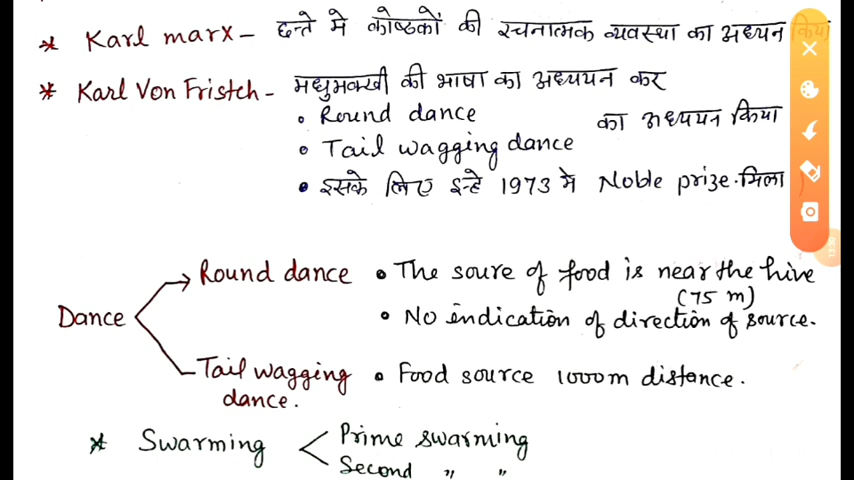 * Karl marx - छत्ते मे कोष्ठकों की रचनात्मक व्यवस्था का अध्ययन किया
* Karl Von Fristch - मधुमक्खी की भाषा का अध्ययन कर
• Round dance
• Tail wagging dance
का अध्ययन किया
• इसके लिए इन्हे 1973 मे Noble prize मिला
Dance
Round dance • The soure of food is near the hive
(75 m)
• No indication of direction of source.
Tail wagging dance. • Food source 1000m distance.
* Swarming < Prime swarming
Second " "